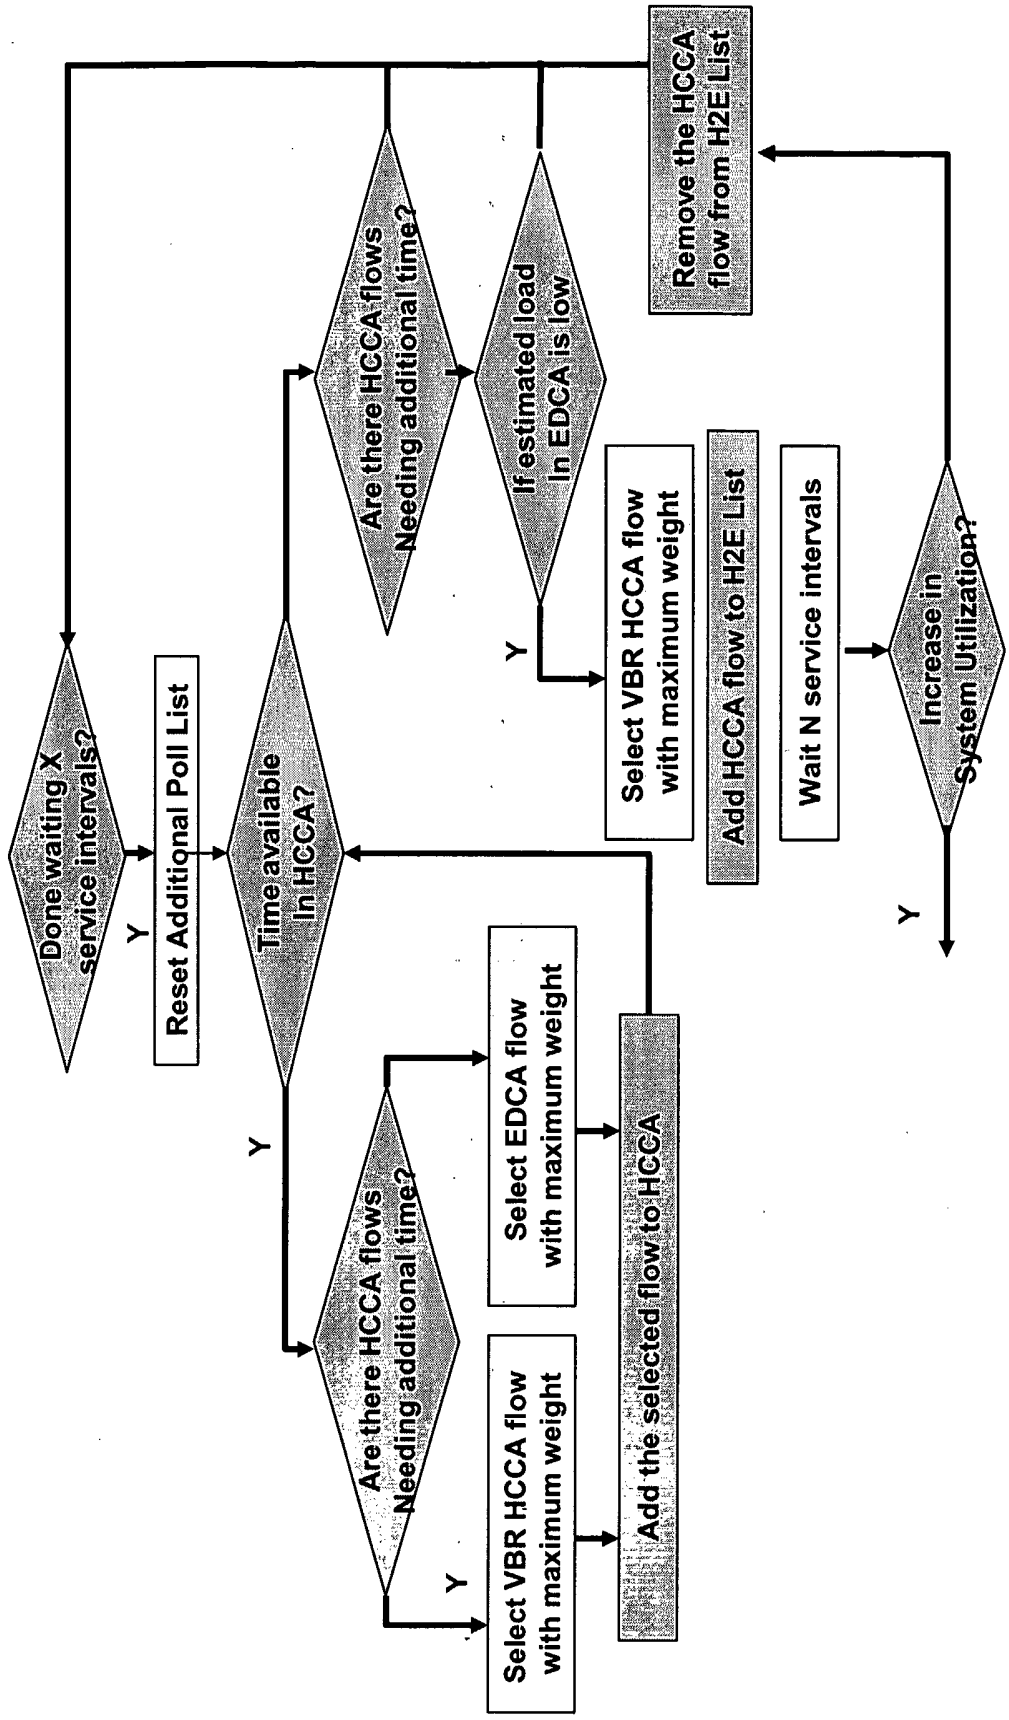 Done waiting X
service intervals?
Y
Reset Additional Poll List
Time available
In HCCA?
Y
Are there HCCA flows
Needing additional time?
Y
Select VBR HCCA flow
with maximum weight
Select EDCA flow
with maximum weight
Add the selected flow to HCCA
Are there HCCA flows
Needing additional time?
If estimated load
In EDCA is low
Y
Select VBR HCCA flow
with maximum weight
Add HCCA flow to H2E List
Wait N service intervals
Increase in
System Utilization?
Y
Remove the HCCA
flow from H2E List